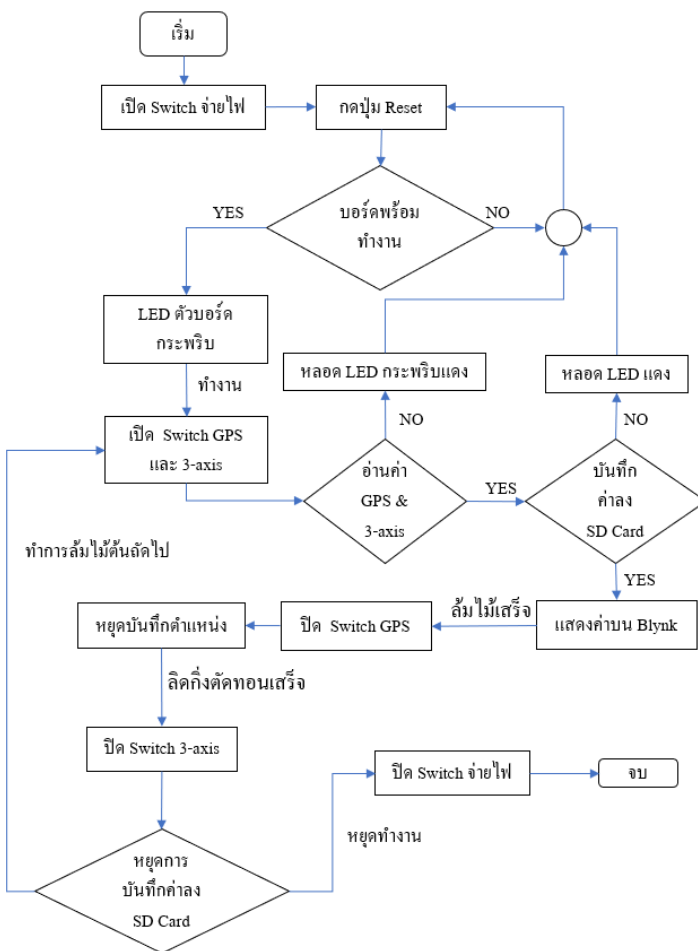 เริ่ม
เปิด Switch จ่ายไฟ
กดปุ่ม Reset
บอร์ดพร้อม
ทำงาน
YES
NO
LED ตัวบอร์ด
กระพริบ
ทำงาน
หลอด LED กระพริบแดง
หลอด LED แดง
NO
NO
เปิด Switch GPS
และ 3-axis
อ่านค่า
GPS &
3-axis
YES
บันทึก
ค่าลง
SD Card
YES
ทำการล้มไม้ต้นถัดไป
แสดงค่าบน Blynk
ล้มไม้เสร็จ
ปิด Switch GPS
หยุดบันทึกตำแหน่ง
ลิดกิ่งตัดทอนเสร็จ
ปิด Switch 3-axis
ปิด Switch จ่ายไฟ
จบ
หยุดทำงาน
หยุดการ
บันทึกค่าลง
SD Card